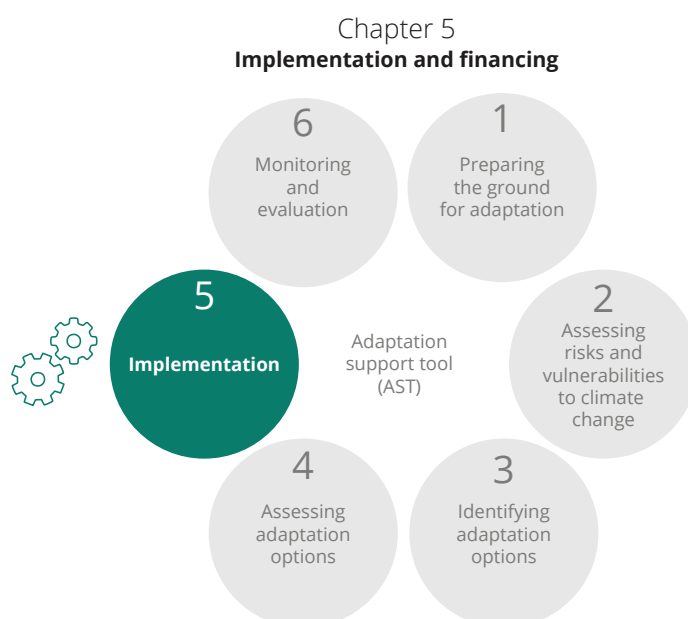 Chapter 5
Implementation and financing
6
Monitoring
and
evaluation
1
Preparing
the ground
for adaptation
5
Implementation
Adaptation
support tool
(AST)
2
Assessing
risks and
vulnerabilities
to climate
change
4
Assessing
adaptation
options
3
Identifying
adaptation
options